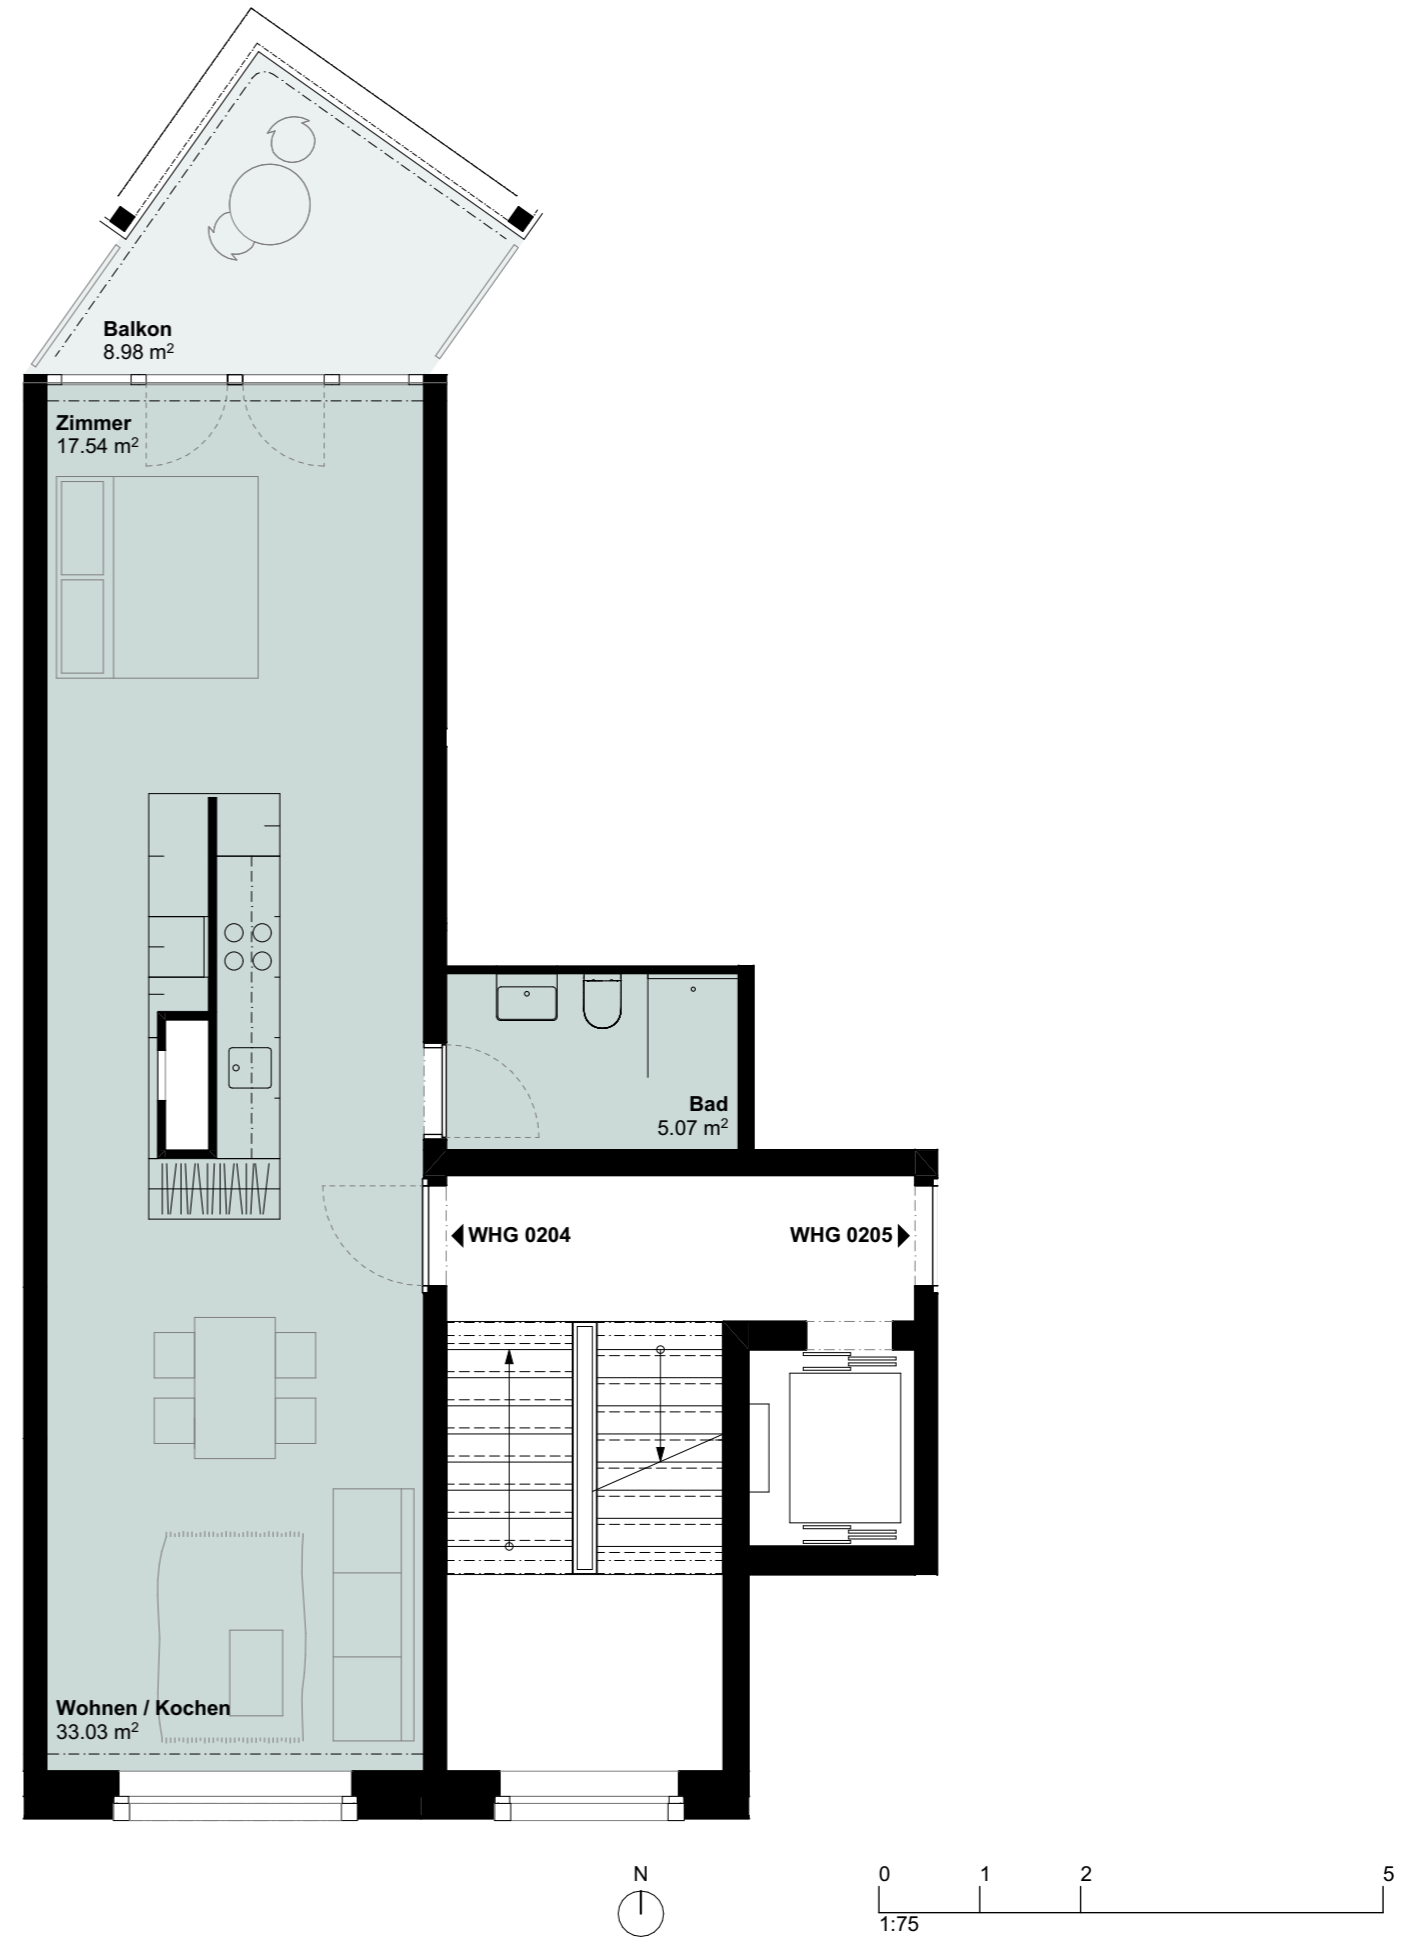 Balkon
8.98 m²
Zimmer
17.54 m²
Bad
5.07 m²
WHG 0204
WHG 0205
Wohnen / Kochen
33.03 m²
N
0 1 2 5
1:75